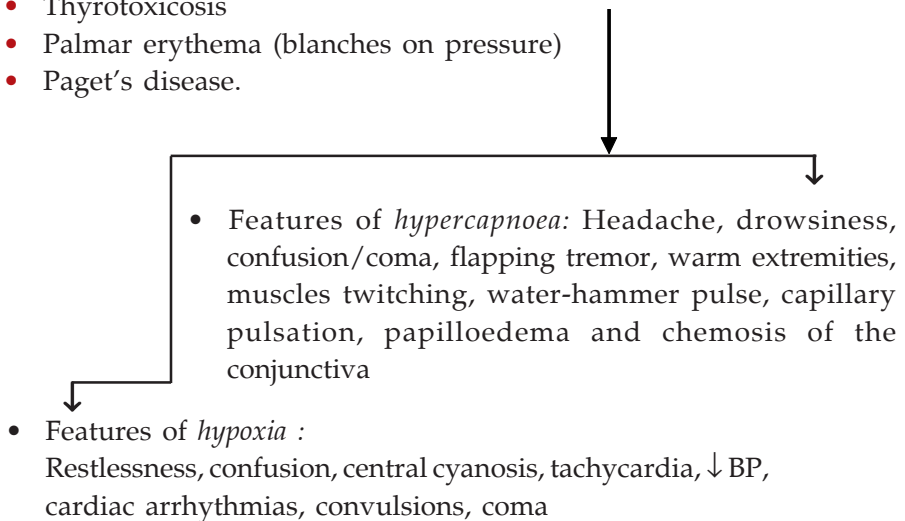 • Thyrotoxicosis
• Palmar erythema (blanches on pressure)
• Paget's disease.
• Features of hypercapnoea: Headache, drowsiness,
confusion/coma, flapping tremor, warm extremities,
muscles twitching, water-hammer pulse, capillary
pulsation, papilloedema and chemosis of the
conjunctiva
• Features of hypoxia :
Restlessness, confusion, central cyanosis, tachycardia, ↓ BP,
cardiac arrhythmias, convulsions, coma